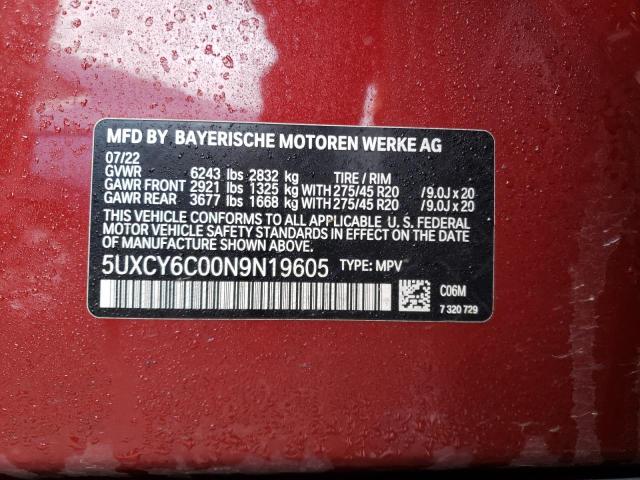 MFD BY BAYERISCHE MOTOREN WERKE AG
07/22
GVWR 6243 lbs 2832 kg TIRE / RIM
GAWR FRONT 2921 lbs 1325 kg WITH 275/45 R20 /9.0J x 20
GAWR REAR 3677 lbs 1668 kg WITH 275/45 R20 /9.0J x 20
THIS VEHICLE CONFORMS TO ALL APPLICABLE U.S. FEDERAL
MOTOR VEHICLE SAFETY STANDARDS IN EFFECT ON THE DATE
OF MANUFACTURE SHOWN ABOVE.
5UXCY6C00N9N19605 TYPE: MPV
C06M
7 320 729